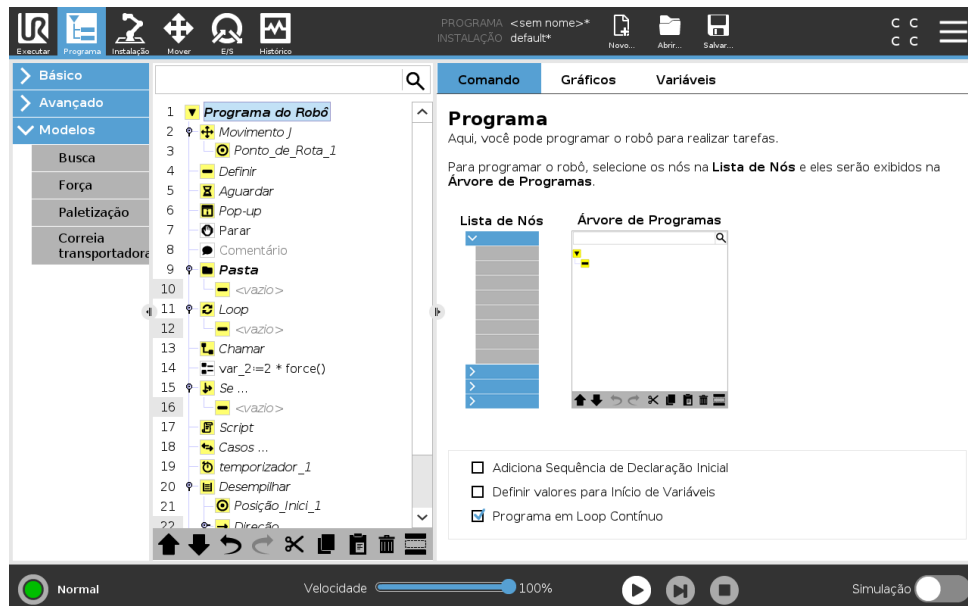 UR
Executar
Programa
Instalação
Mover
E/S
Histórico
PROGRAMA <sem nome>*
INSTALAÇÃO default*
Novo...
Abrir...
Salvar...
C C
C C
Básico
Avançado
Modelos
Busca
Força
Paletização
Correia
transportadora
1 Programa do Robô
2 Movimento J
3 Ponto_de_Rota_1
4 Definir
5 Aguardar
6 Pop-up
7 Parar
8 Comentário
9 Pasta
10 <vazio>
11 Loop
12 <vazio>
13 Chamar
14 var_2:=2 * force()
15 Se ...
16 <vazio>
17 Script
18 Casos ...
19 temporizador_1
20 Desempilhar
21 Posição_Inici_1
22 Direção
Comando
Gráficos
Variáveis
Programa
Aqui, você pode programar o robô para realizar tarefas.
Para programar o robô, selecione os nós na Lista de Nós e eles serão exibidos na
Árvore de Programas.
Lista de Nós
Árvore de Programas
Adiciona Sequência de Declaração Inicial
Definir valores para Início de Variáveis
Programa em Loop Contínuo
Normal
Velocidade
100%
Simulação